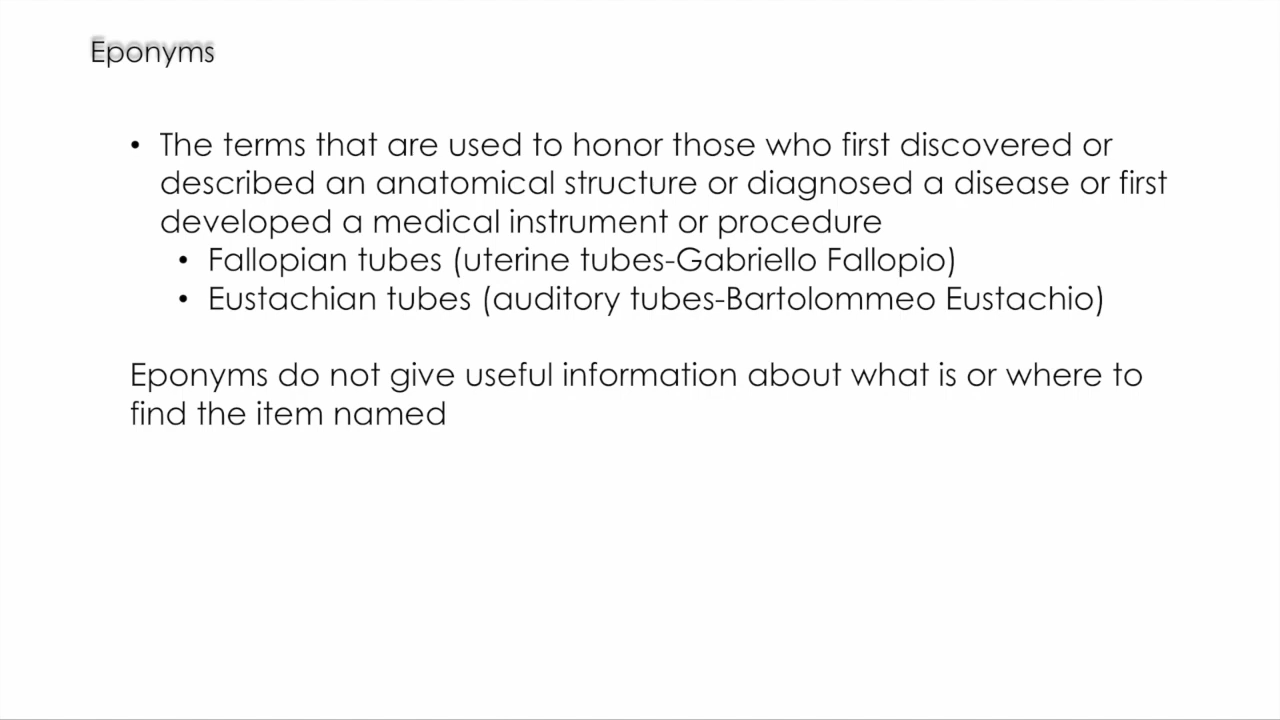 Eponyms
• The terms that are used to honor those who first discovered or
described an anatomical structure or diagnosed a disease or first
developed a medical instrument or procedure
• Fallopian tubes (uterine tubes-Gabriello Fallopio)
• Eustachian tubes (auditory tubes-Bartolommeo Eustachio)
Eponyms do not give useful information about what is or where to
find the item named